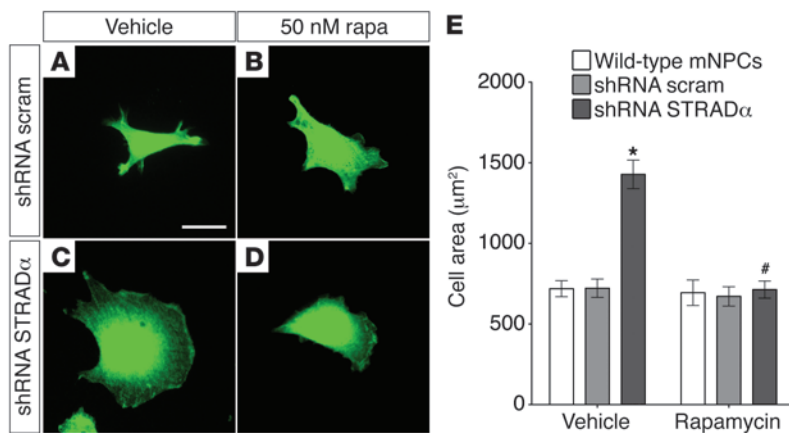 Vehicle
50 nM rapa
E
shRNA scram
A
B
Wild-type mNPCs
shRNA scram
shRNA STRADα
2000
*
1500
Cell area (μm²)
1000
#
500
0
Vehicle
Rapamycin
shRNA STRADα
C
D